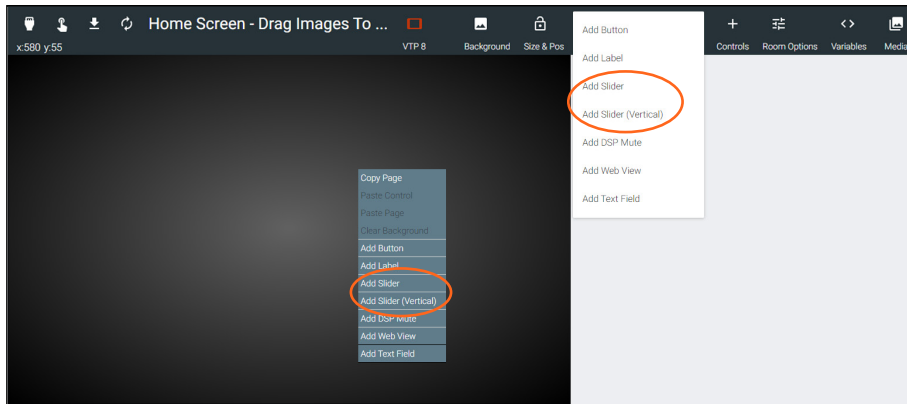 Home Screen - Drag Images To ...
x:580 y:55
VTP 8
Background
Size & Pos
Controls
Room Options
Variables
Media
Add Button
Add Label
Add Slider
Add Slider (Vertical)
Add DSP Mute
Add Web View
Add Text Field
Copy Page
Paste Control
Paste Page
Clear Background
Add Button
Add Label
Add Slider
Add Slider (Vertical)
Add DSP Mute
Add Web View
Add Text Field